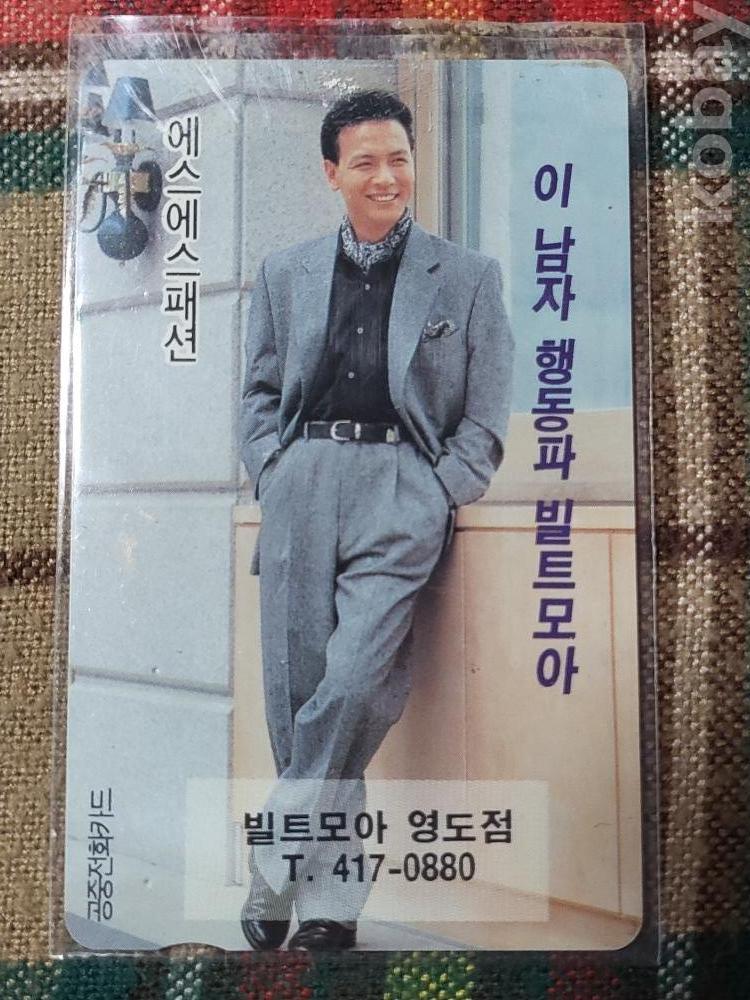 에스에스패션
이 남자 행동파 빌트모아
빌트모아 영도점
T. 417-0880
공중전화카드
kobay